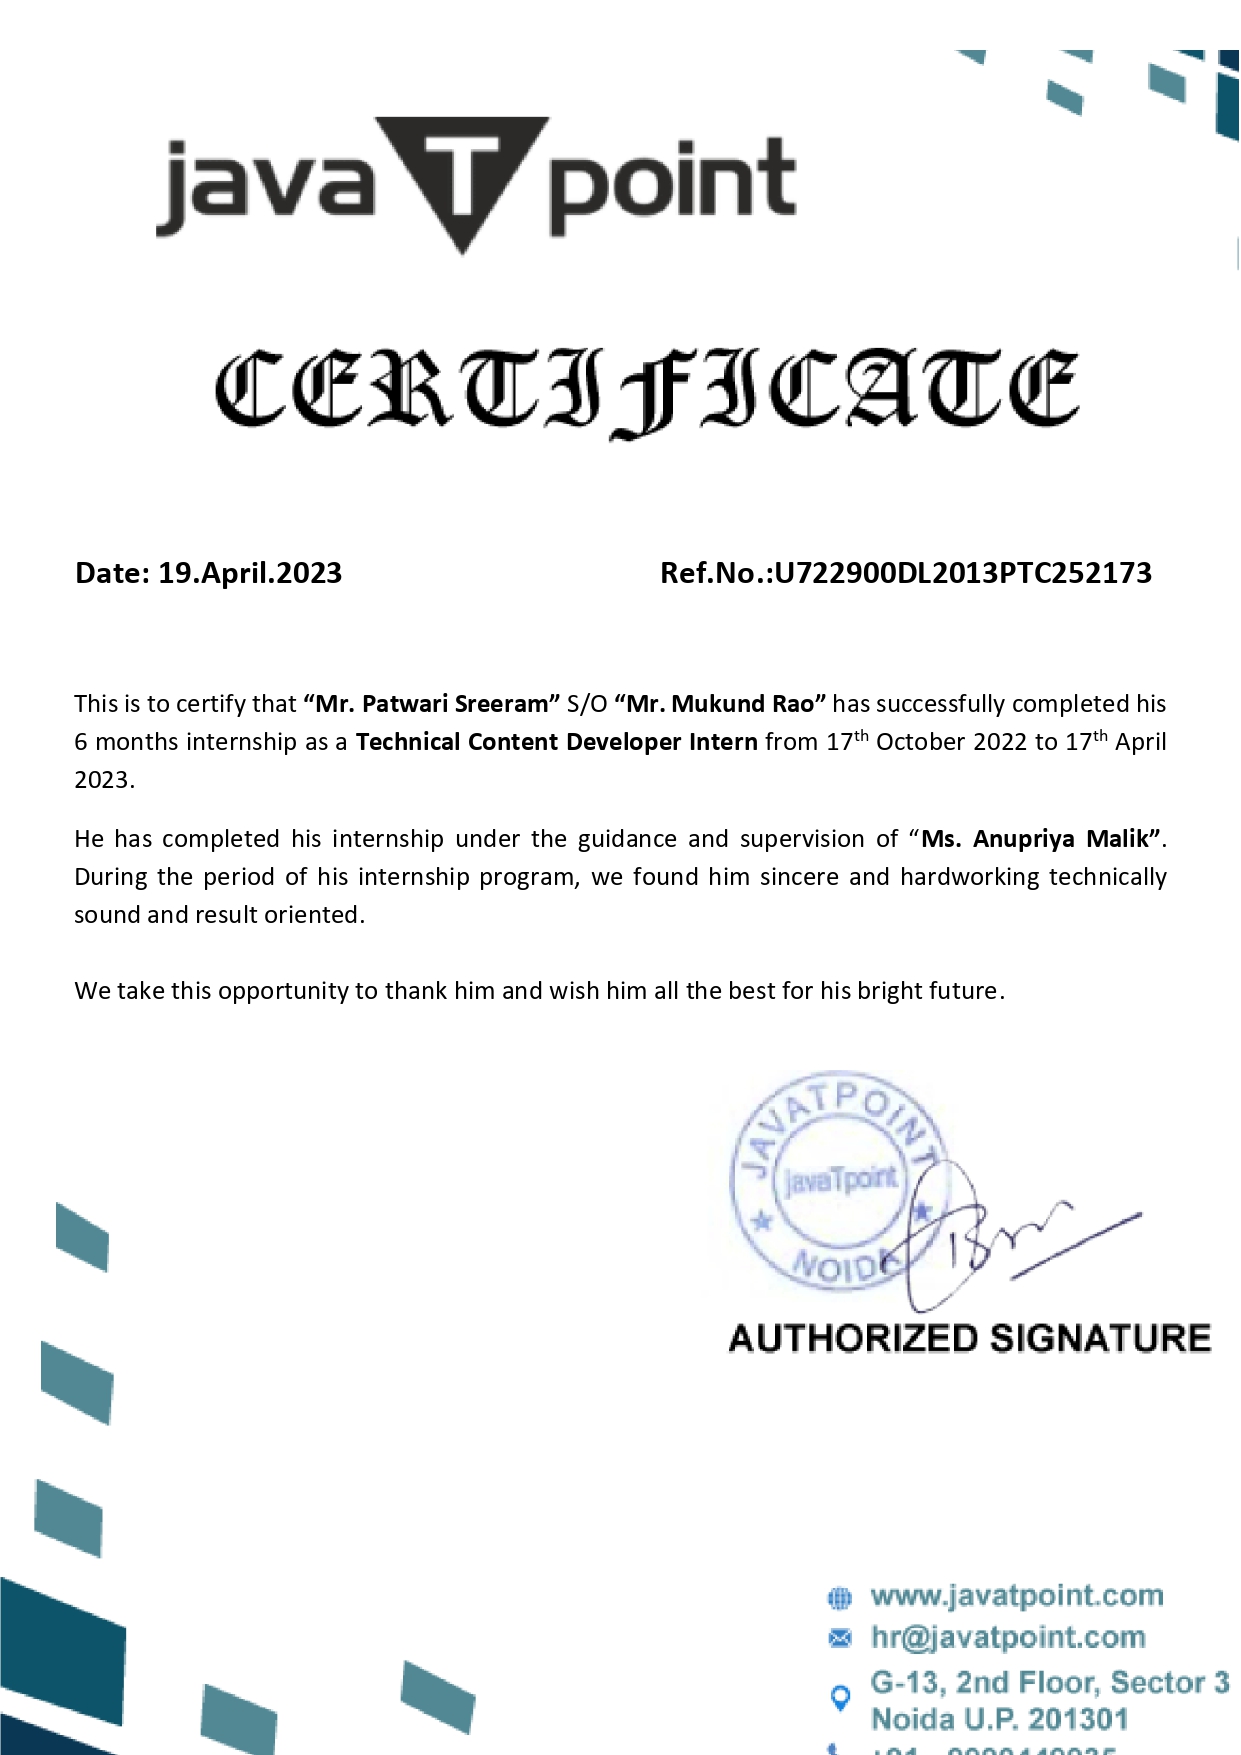 javaTpoint
CERTIFICATE
Date: 19.April.2023 Ref.No.:U722900DL2013PTC252173
This is to certify that “Mr. Patwari Sreeram” S/O “Mr. Mukund Rao” has successfully completed his
6 months internship as a Technical Content Developer Intern from 17th October 2022 to 17th April
2023.
He has completed his internship under the guidance and supervision of “Ms. Anupriya Malik”.
During the period of his internship program, we found him sincere and hardworking technically
sound and result oriented.
We take this opportunity to thank him and wish him all the best for his bright future.
JAVATPOINT
javaTpoint
NOIDA
AUTHORIZED SIGNATURE
www.javatpoint.com
hr@javatpoint.com
G-13, 2nd Floor, Sector 3
Noida U.P. 201301